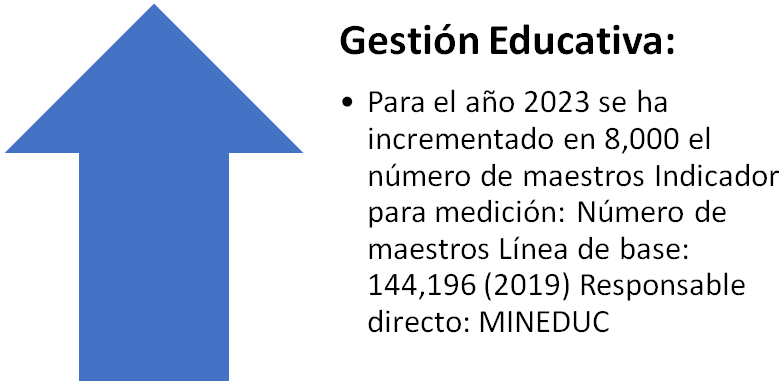 Gestión Educativa:
• Para el año 2023 se ha
incrementado en 8,000 el
número de maestros Indicador
para medición: Número de
maestros Línea de base:
144,196 (2019) Responsable
directo: MINEDUC